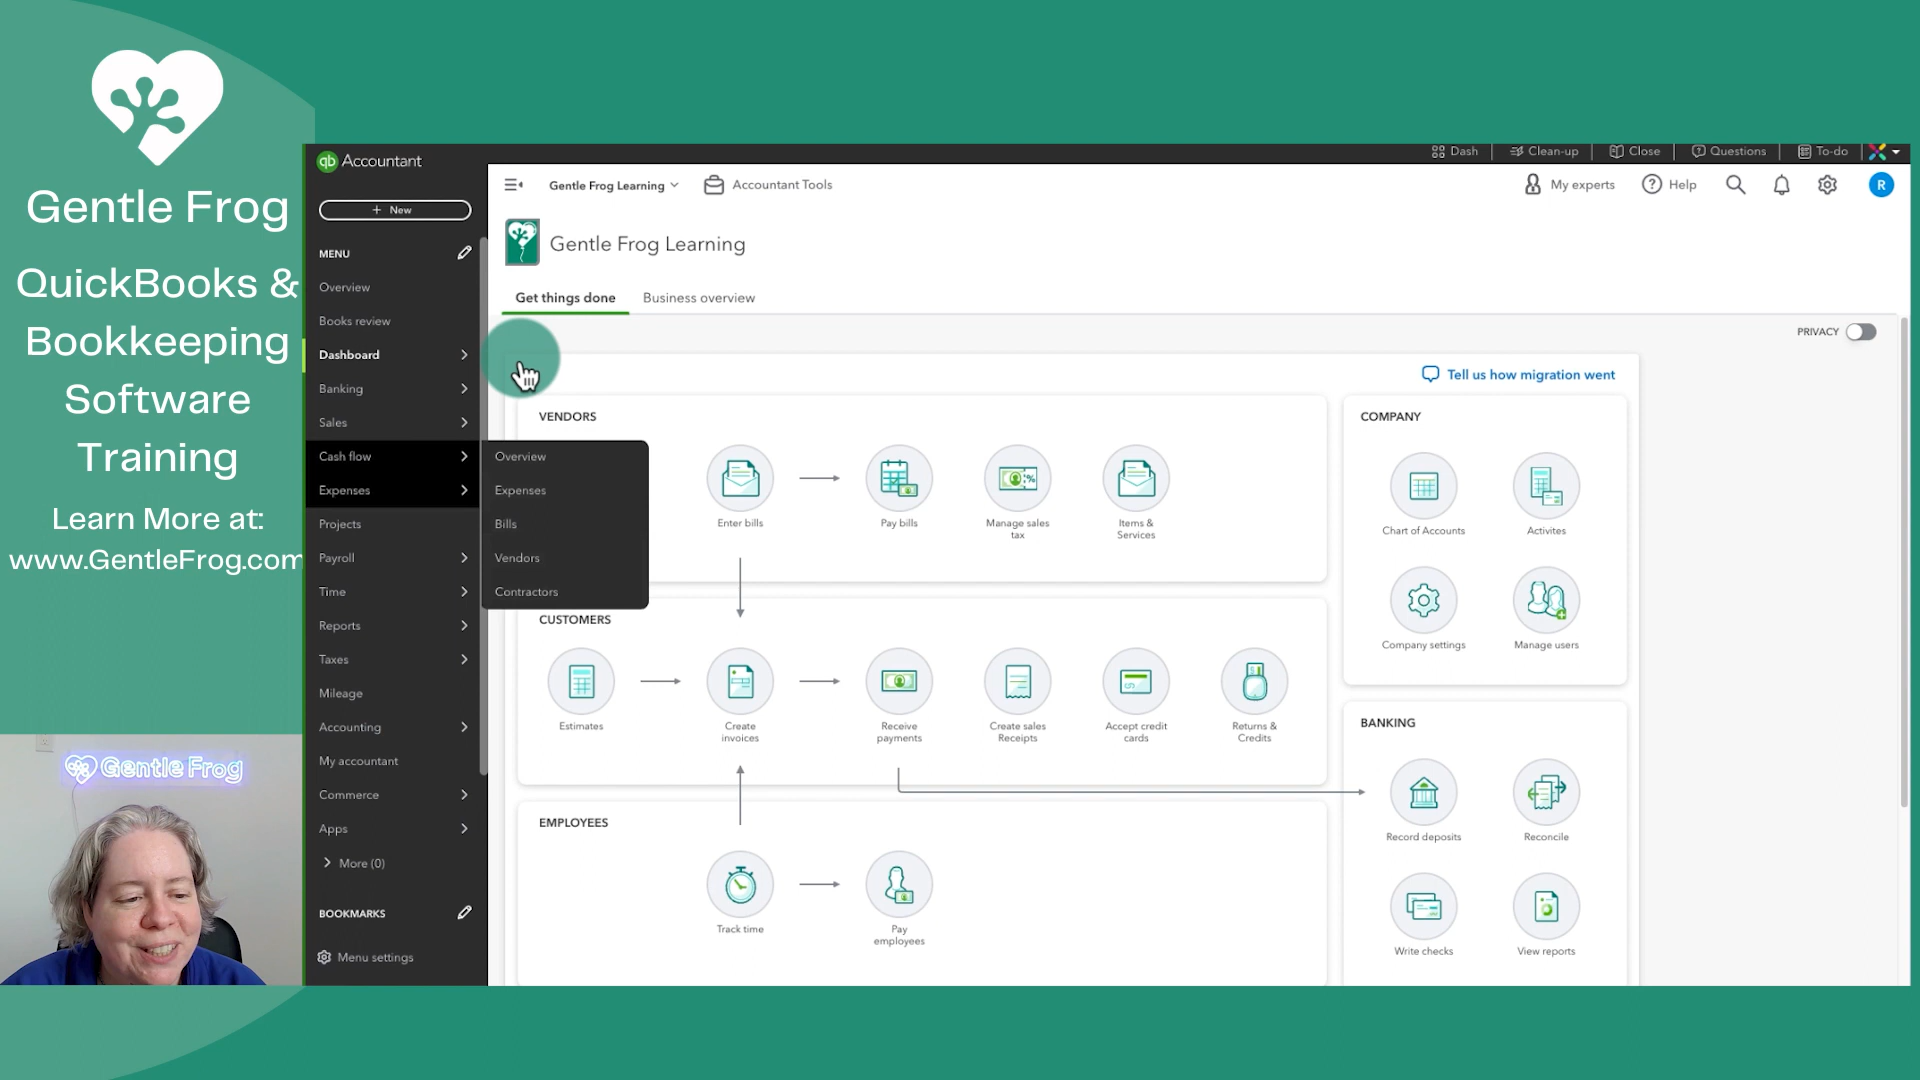 Gentle Frog
QuickBooks &
Bookkeeping
Software
Training
Learn More at:
www.GentleFrog.com
Gentle Frog
qb Accountant
+ New
MENU
Overview
Books review
Dashboard
Banking
Sales
Cash flow
Expenses
Projects
Payroll
Time
Reports
Taxes
Mileage
Accounting
My accountant
Commerce
Apps
More (0)
BOOKMARKS
Menu settings
Overview
Expenses
Bills
Vendors
Contractors
Dash
Clean-up
Close
Questions
To-do
Gentle Frog Learning
Accountant Tools
My experts
Help
R
Gentle Frog Learning
Get things done
Business overview
PRIVACY
Tell us how migration went
VENDORS
Enter bills
Pay bills
Manage sales
tax
Items &
Services
CUSTOMERS
Estimates
Create
invoices
Receive
payments
Create sales
Receipts
Accept credit
cards
Returns &
Credits
EMPLOYEES
Track time
Pay
employees
COMPANY
Chart of Accounts
Activites
Company settings
Manage users
BANKING
Record deposits
Reconcile
Write checks
View reports